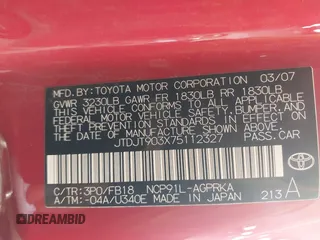 MFD. BY: TOYOTA MOTOR CORPORATION 03/07
GVWR 3230LB GAWR FR 1830LB RR 1830LB
THIS VEHICLE CONFORMS TO ALL APPLICABLE
FEDERAL MOTOR VEHICLE SAFETY, BUMPER, AND
THEFT PREVENTION STANDARDS IN EFFECT ON THE DATE
OF MANUFACTURE SHOWN ABOVE.
JTDJT903X75112327
PASS. CAR
C/TR: 3P0/FB18 NCP91L-AGPRKA
A/TM: -04A/U340E MADE IN JAPAN 213 A
TOYOTA
DREAMBID